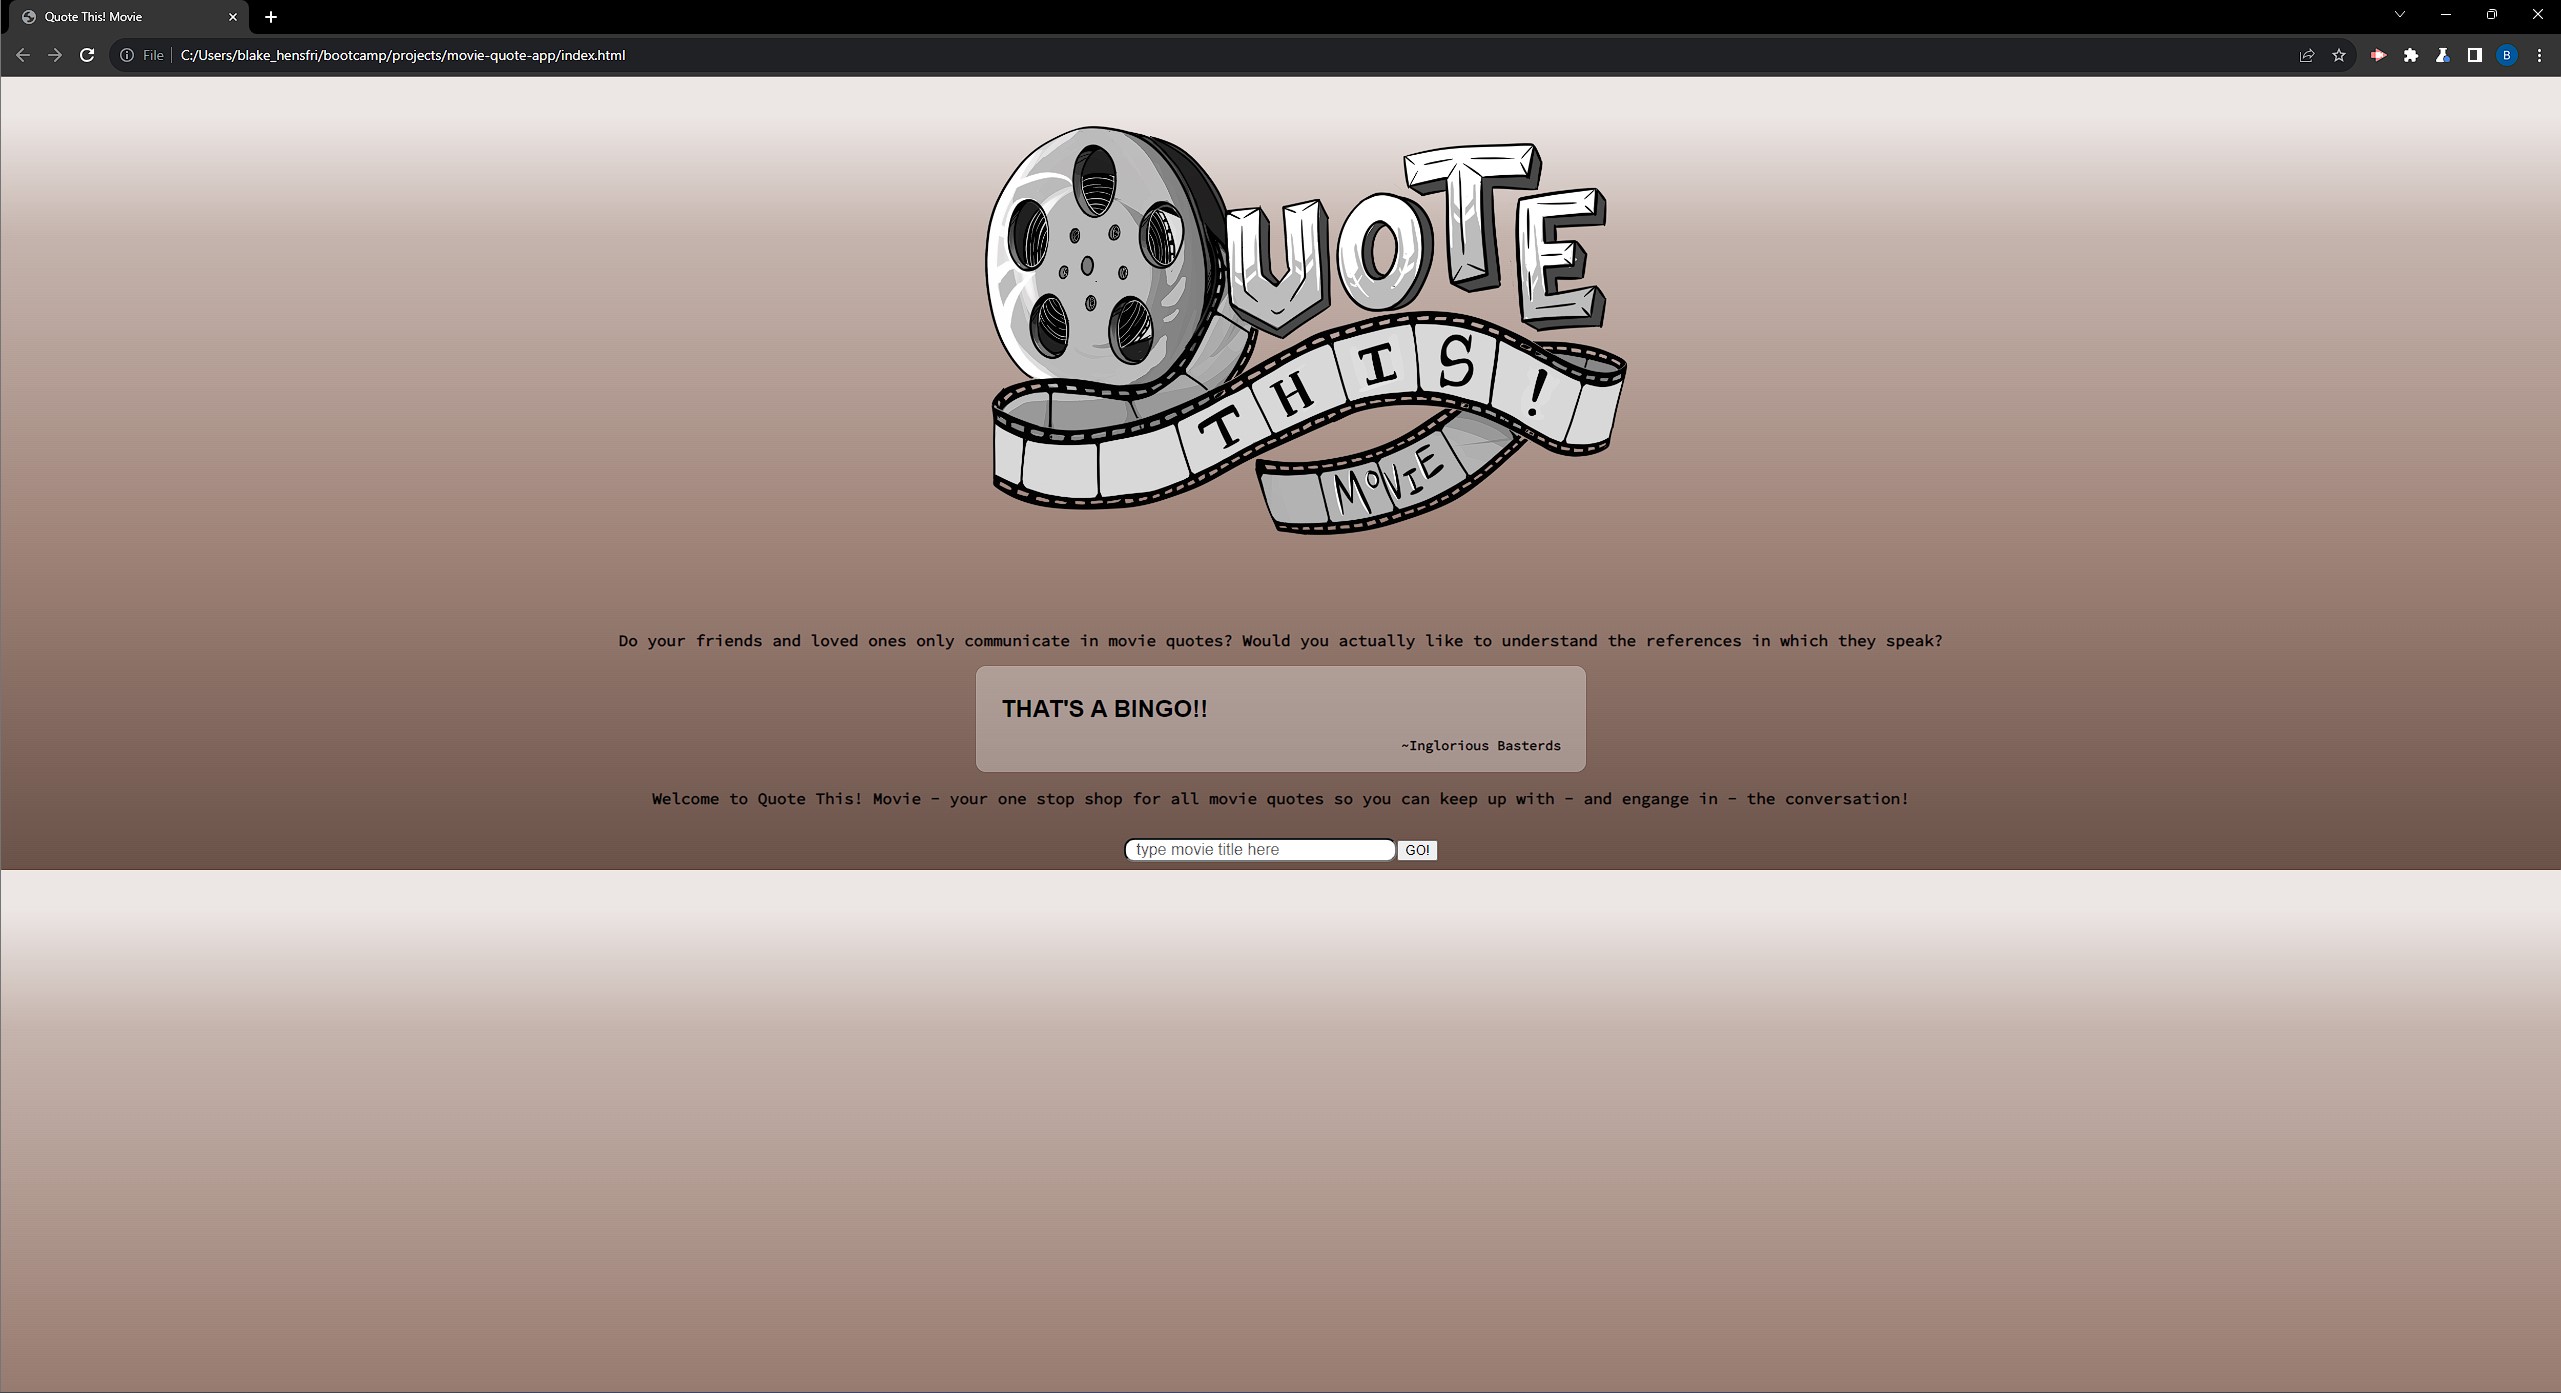 Quote This! Movie
File C:/Users/blake_hensfri/bootcamp/projects/movie-quote-app/index.html
B
UOTE
THIS!
MOVIE
Do your friends and loved ones only communicate in movie quotes? Would you actually like to understand the references in which they speak?
THAT'S A BINGO!!
~Inglorious Basterds
Welcome to Quote This! Movie - your one stop shop for all movie quotes so you can keep up with - and engange in - the conversation!
type movie title here GO!